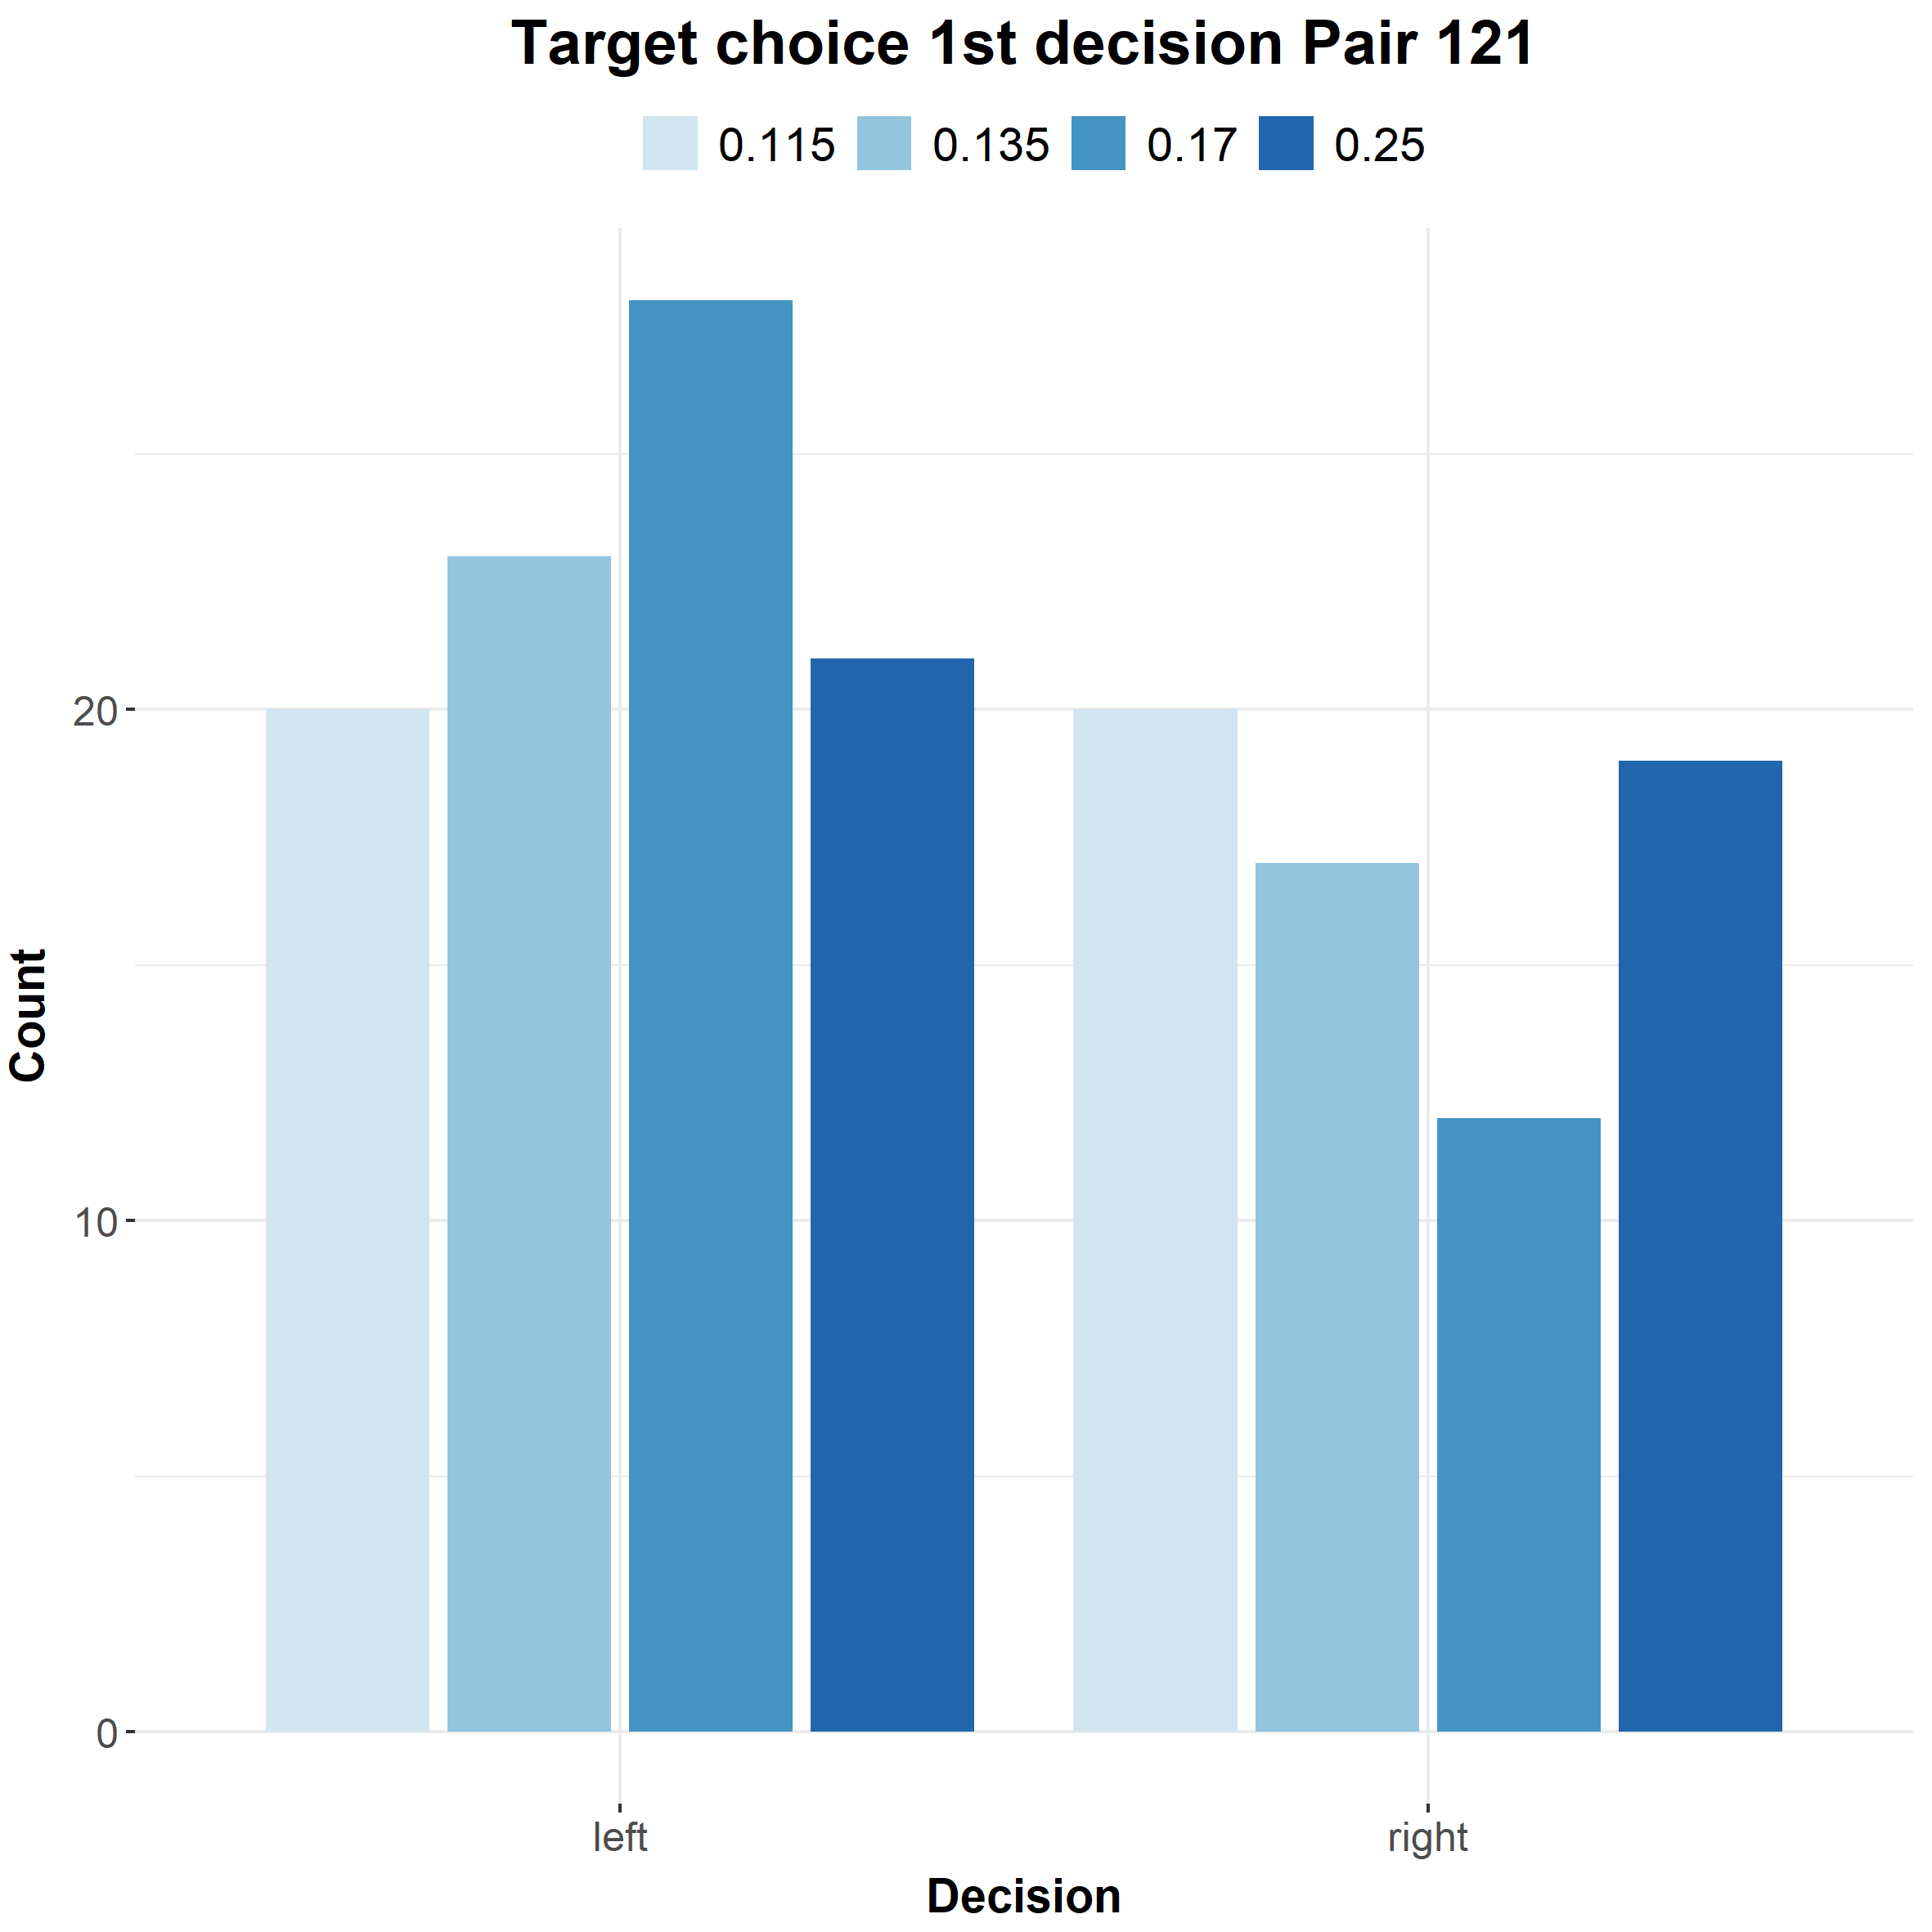 Target choice 1st decision Pair 121
0.115 0.135 0.17 0.25
20
10
0
Count
left right
Decision